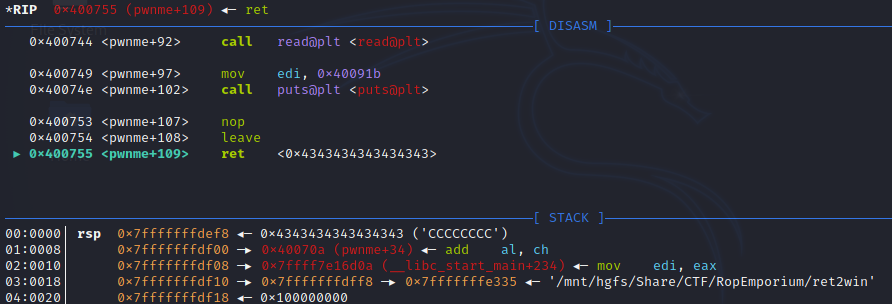 *RIP  0×400755 (pwnme+109) ◂— ret
File System
[ DISASM ]
0×400744 <pwnme+92>     call   read@plt <read@plt>
0×400749 <pwnme+97>     mov    edi, 0×40091b
0×40074e <pwnme+102>    call   puts@plt <puts@plt>
0×400753 <pwnme+107>    nop
0×400754 <pwnme+108>    leave
► 0×400755 <pwnme+109>    ret    <0×4343434343434343>
[ STACK ]
00:0000│ rsp  0×7fffffffdef8 ◂— 0×4343434343434343 ('CCCCCCCC')
01:0008│      0×7fffffffdf00 —▸ 0×40070a (pwnme+34) ◂— add    al, ch
02:0010│      0×7fffffffdf08 —▸ 0×7ffff7e16d0a (__libc_start_main+234) ◂— mov    edi, eax
03:0018│      0×7fffffffdf10 —▸ 0×7fffffffdff8 —▸ 0×7fffffffe335 ◂— '/mnt/hgfs/Share/CTF/RopEmporium/ret2win'
04:0020│      0×7fffffffdf18 ◂— 0×100000000